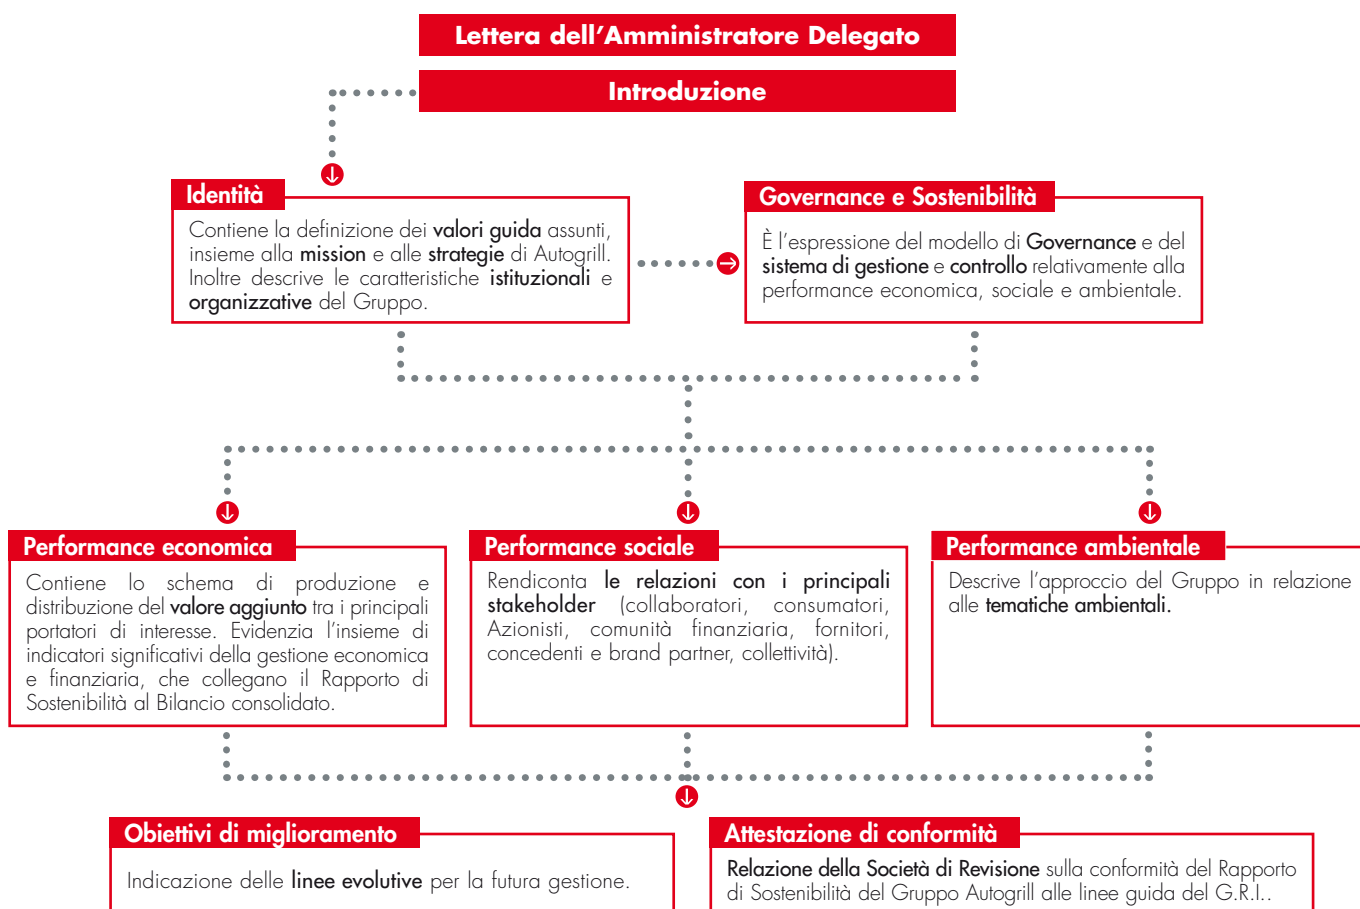 Lettera dell’Amministratore Delegato
Introduzione
Identità
Contiene la definizione dei valori guida assunti,
insieme alla mission e alle strategie di Autogrill.
Inoltre descrive le caratteristiche istituzionali e
organizzative del Gruppo.
Governance e Sostenibilità
È l’espressione del modello di Governance e del
sistema di gestione e controllo relativamente alla
performance economica, sociale e ambientale.
Performance economica
Contiene lo schema di produzione e
distribuzione del valore aggiunto tra i principali
portatori di interesse. Evidenzia l’insieme di
indicatori significativi della gestione economica
e finanziaria, che collegano il Rapporto di
Sostenibilità al Bilancio consolidato.
Performance sociale
Rendiconta le relazioni con i principali
stakeholder (collaboratori, consumatori,
Azionisti, comunità finanziaria, fornitori,
concedenti e brand partner, collettività).
Performance ambientale
Descrive l’approccio del Gruppo in relazione
alle tematiche ambientali.
Obiettivi di miglioramento
Indicazione delle linee evolutive per la futura gestione.
Attestazione di conformità
Relazione della Società di Revisione sulla conformità del Rapporto
di Sostenibilità del Gruppo Autogrill alle linee guida del G.R.I..